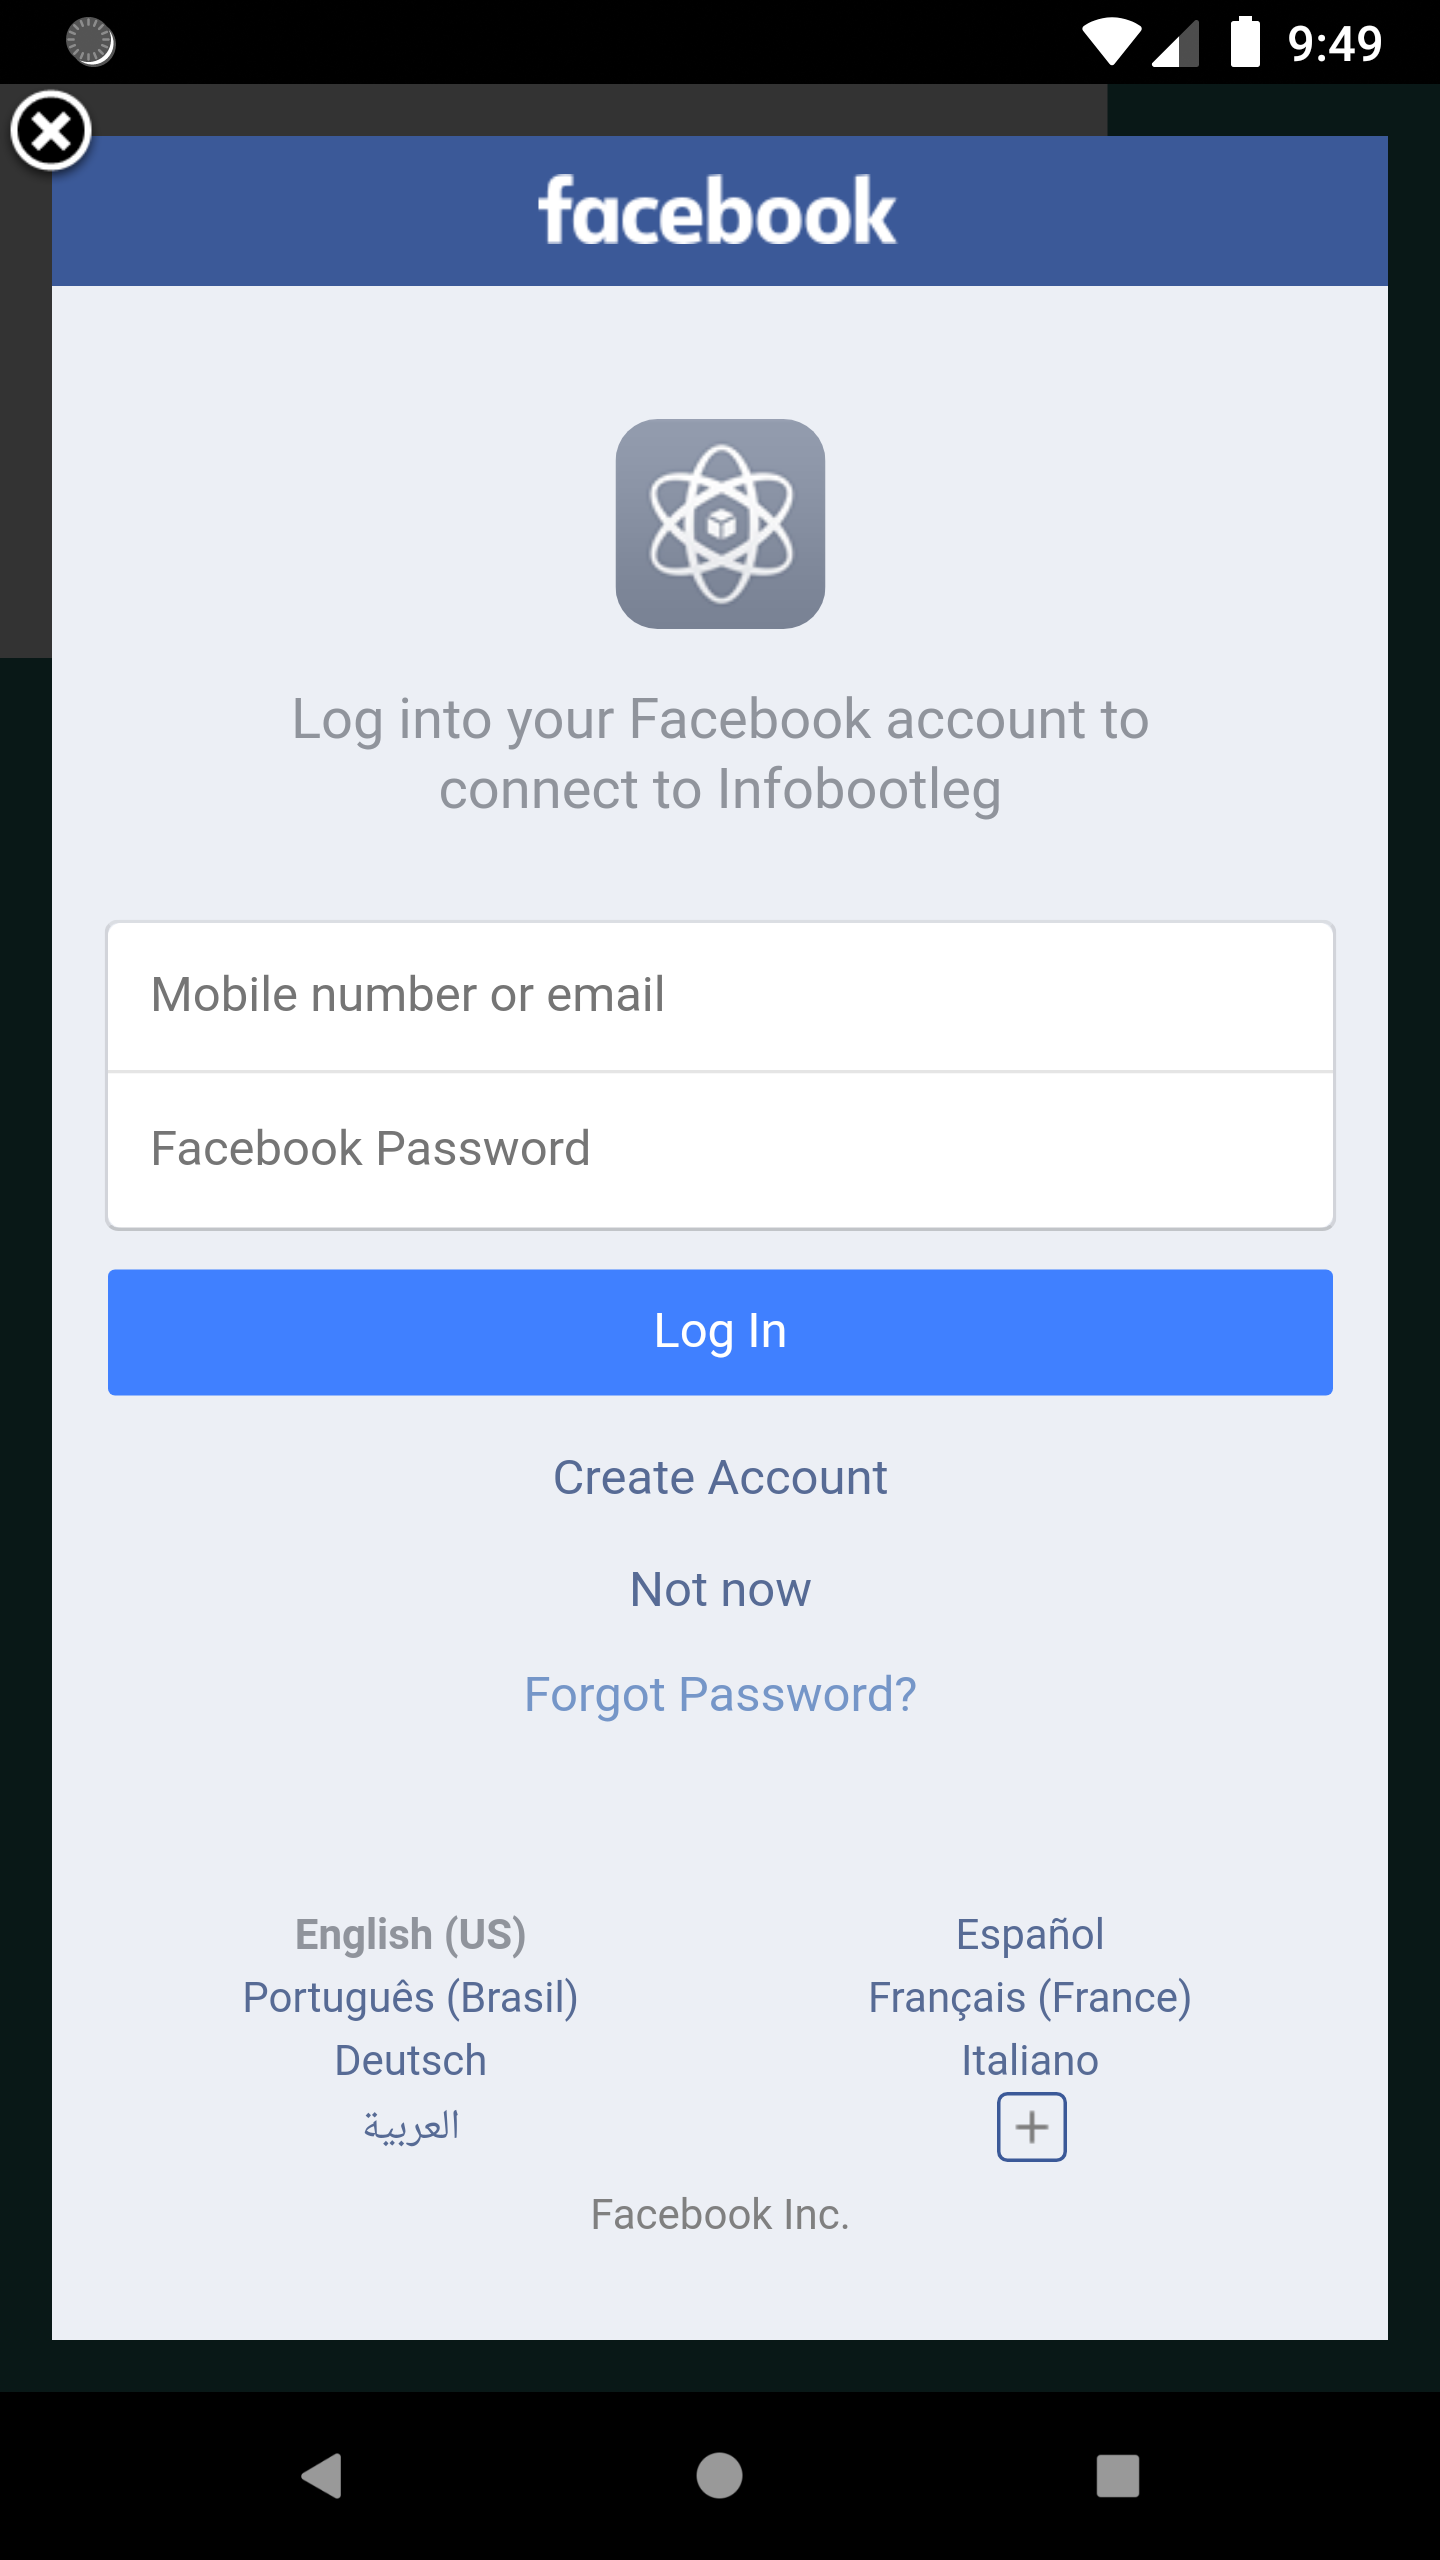 9:49
facebook
Log into your Facebook account to
connect to Infobootleg
Mobile number or email
Facebook Password
Log In
Create Account
Not now
Forgot Password?
English (US)
Español
Português (Brasil)
Français (France)
Deutsch
Italiano
العربية
Facebook Inc.